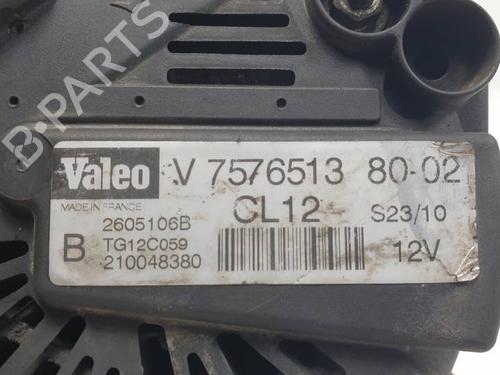 B-PARTS
Valeo V 7576513 80-02
MADE IN FRANCE CL12 S23/10
2605106B
B TG12C059 12V
210048380